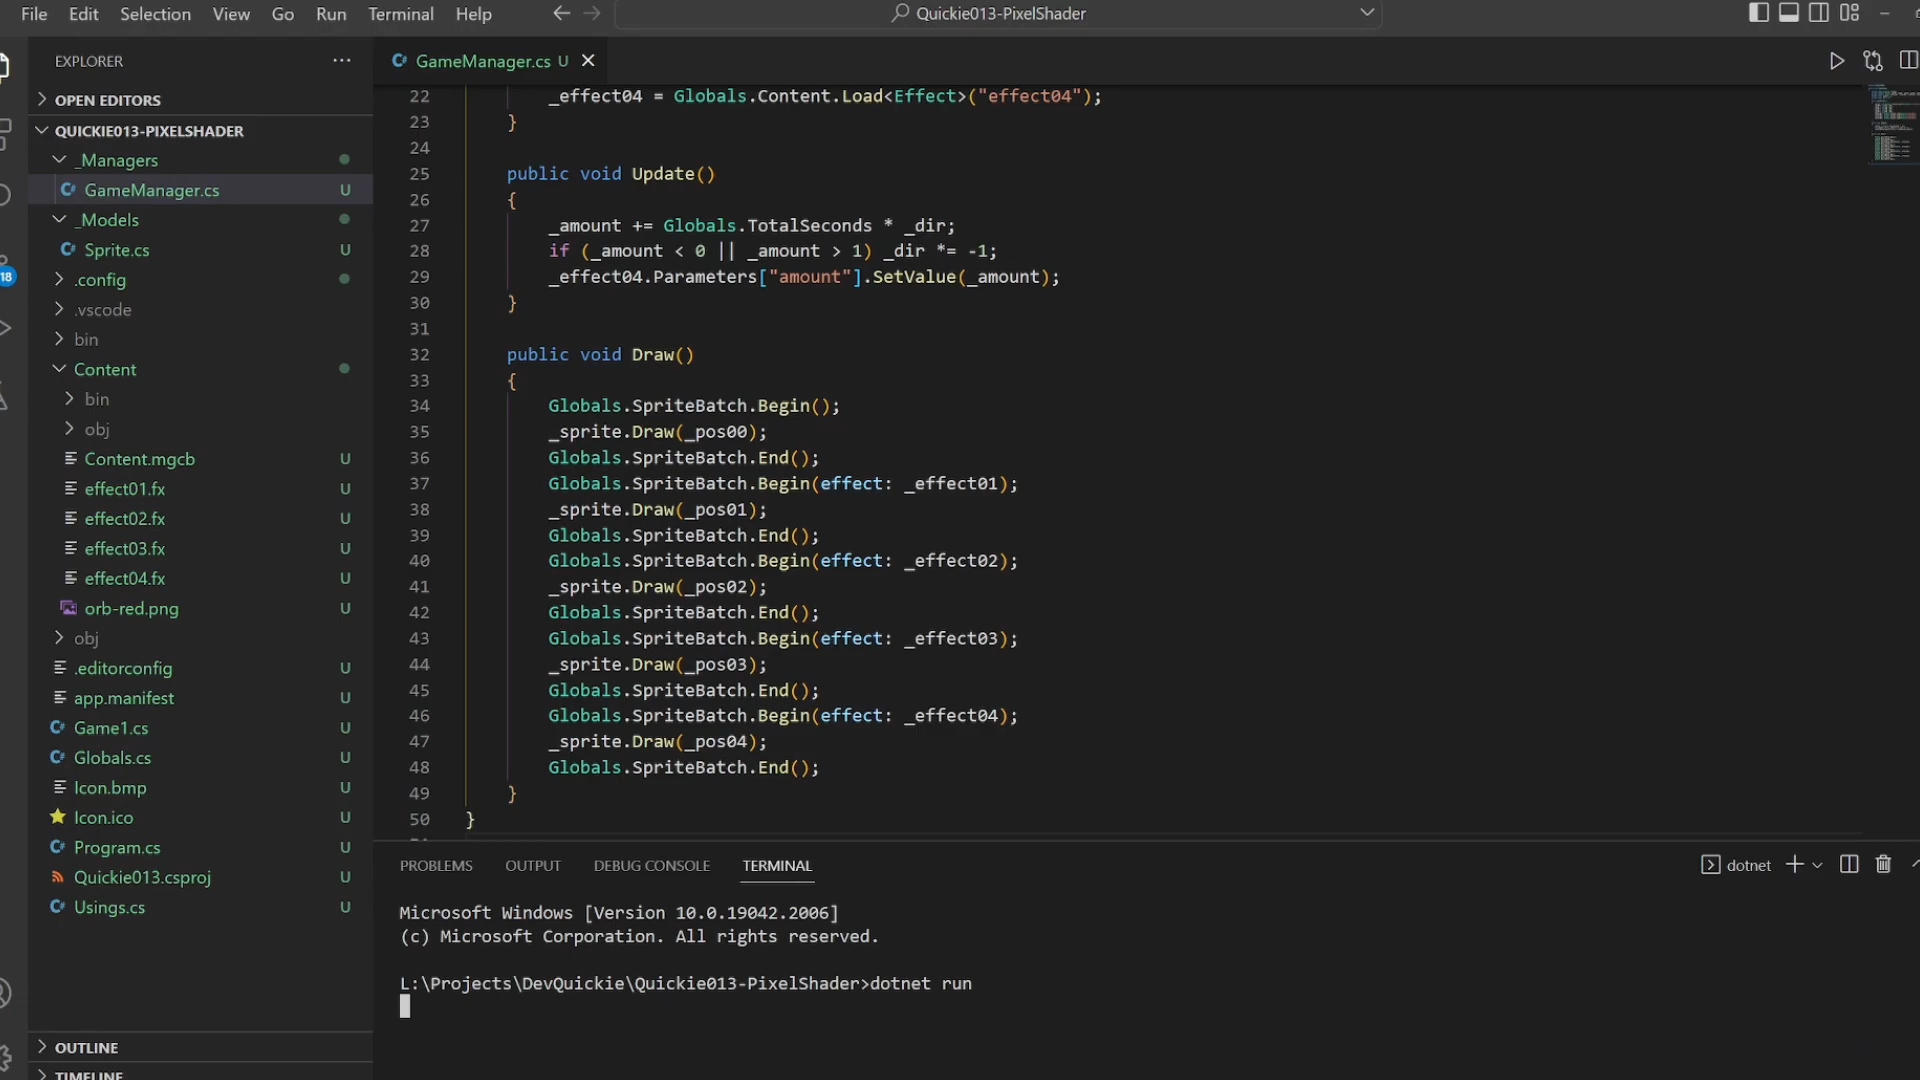 File Edit Selection View Go Run Terminal Help
Quickie013-PixelShader
EXPLORER
OPEN EDITORS
QUICKIE013-PIXELSHADER
_Managers
GameManager.cs U
_Models
Sprite.cs U
.config
.vscode
bin
Content
bin
obj
Content.mgcb U
effect01.fx U
effect02.fx U
effect03.fx U
effect04.fx U
orb-red.png U
obj
.editorconfig U
app.manifest U
Game1.cs U
Globals.cs U
Icon.bmp U
Icon.ico U
Program.cs U
Quickie013.csproj U
Usings.cs U
OUTLINE
TIMELINE
18
GameManager.cs U
22 _effect04 = Globals.Content.Load<Effect>("effect04");
23 }
24
25 public void Update()
26 {
27 _amount += Globals.TotalSeconds * _dir;
28 if (_amount < 0 || _amount > 1) _dir *= -1;
29 _effect04.Parameters["amount"].SetValue(_amount);
30 }
31
32 public void Draw()
33 {
34 Globals.SpriteBatch.Begin();
35 _sprite.Draw(_pos00);
36 Globals.SpriteBatch.End();
37 Globals.SpriteBatch.Begin(effect: _effect01);
38 _sprite.Draw(_pos01);
39 Globals.SpriteBatch.End();
40 Globals.SpriteBatch.Begin(effect: _effect02);
41 _sprite.Draw(_pos02);
42 Globals.SpriteBatch.End();
43 Globals.SpriteBatch.Begin(effect: _effect03);
44 _sprite.Draw(_pos03);
45 Globals.SpriteBatch.End();
46 Globals.SpriteBatch.Begin(effect: _effect04);
47 _sprite.Draw(_pos04);
48 Globals.SpriteBatch.End();
49 }
50 }
PROBLEMS OUTPUT DEBUG CONSOLE TERMINAL dotnet
Microsoft Windows [Version 10.0.19042.2006]
(c) Microsoft Corporation. All rights reserved.
L:\Projects\DevQuickie\Quickie013-PixelShader>dotnet run